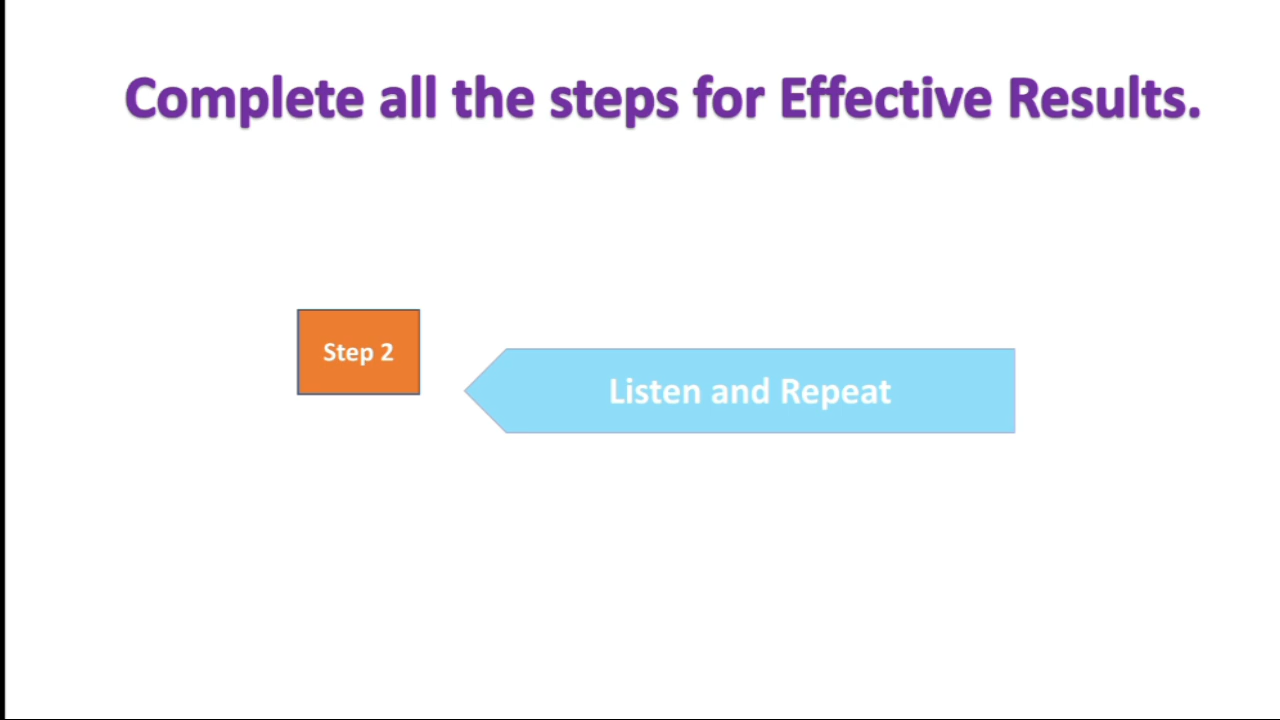 Complete all the steps for Effective Results.
Step 2
Listen and Repeat